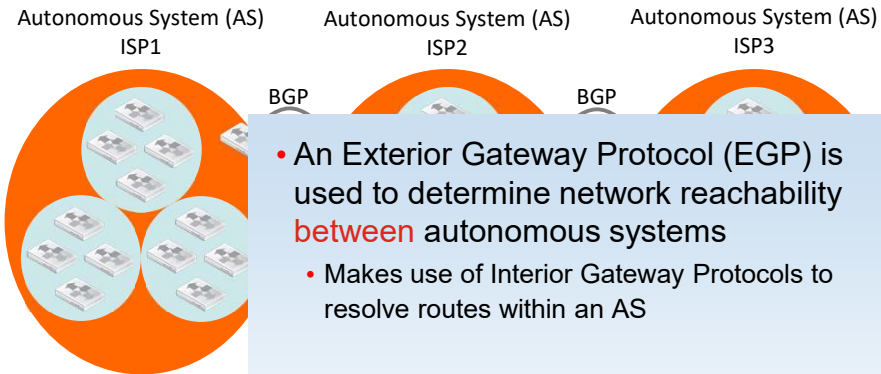 Autonomous System (AS)
ISP1
Autonomous System (AS)
ISP2
Autonomous System (AS)
ISP3
BGP
BGP
• An Exterior Gateway Protocol (EGP) is
used to determine network reachability
between autonomous systems
• Makes use of Interior Gateway Protocols to
resolve routes within an AS